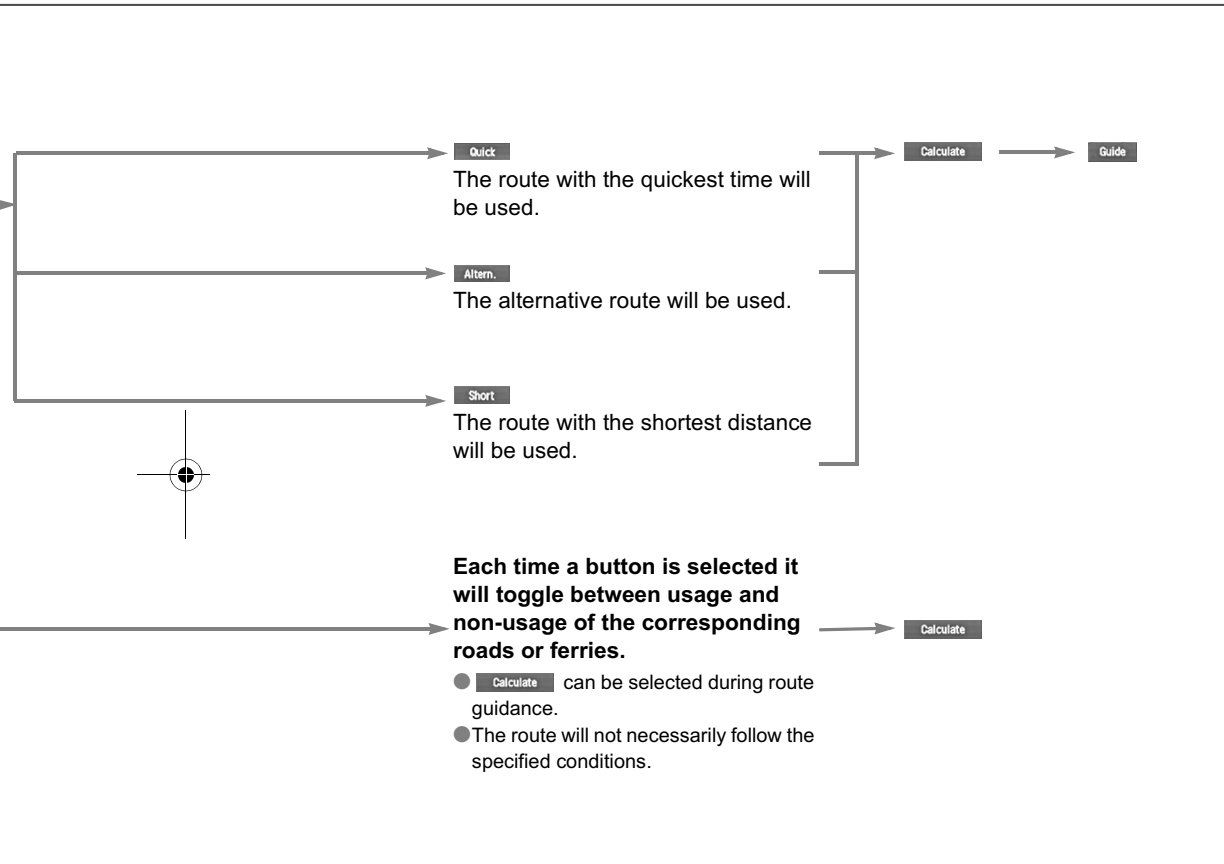 Quick
The route with the quickest time will
be used.
Calculate
Guide
Altern.
The alternative route will be used.
Short
The route with the shortest distance
will be used.
Each time a button is selected it
will toggle between usage and
non-usage of the corresponding
roads or ferries.
Calculate
● Calculate can be selected during route
guidance.
●The route will not necessarily follow the
specified conditions.